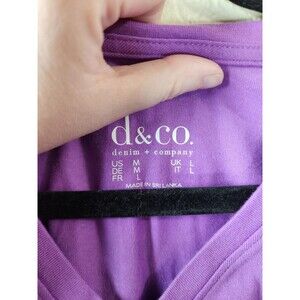 d&co.
denim + company
US M UK L
DE M IT L
FR L
MADE IN SRI LANKA